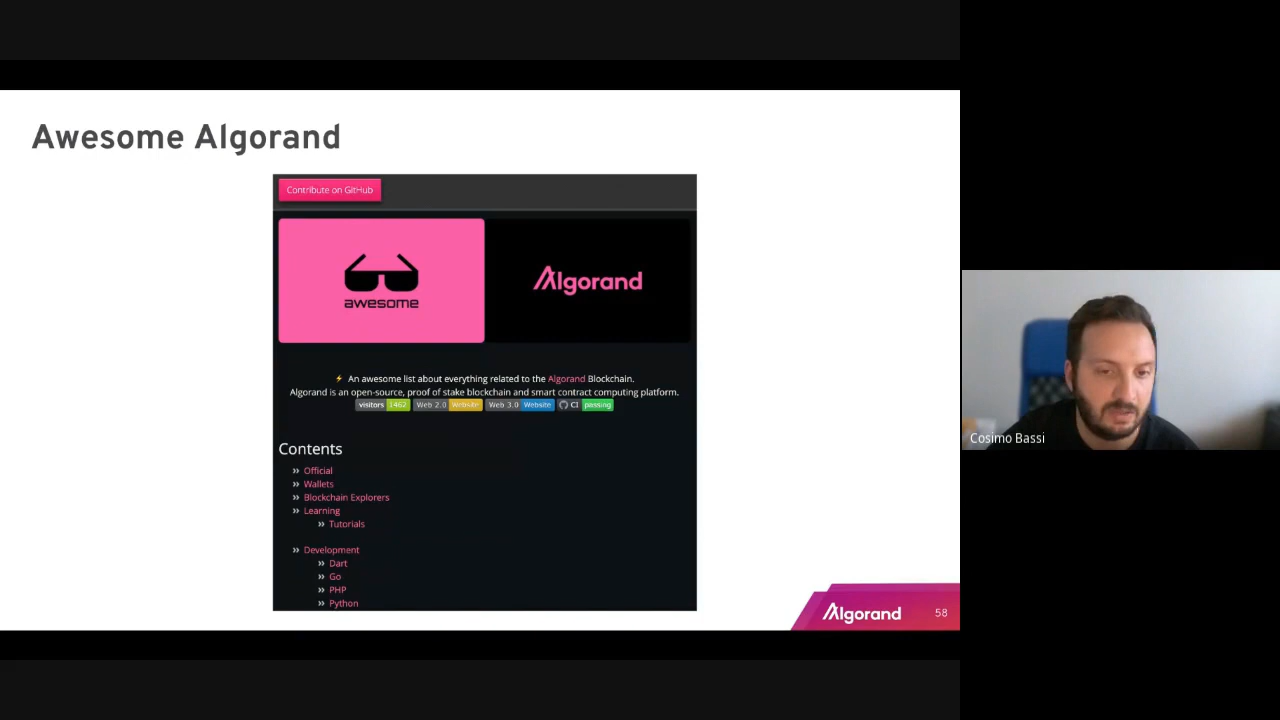 Awesome Algorand
Contribute on GitHub
awesome
Algorand
⚡ An awesome list about everything related to the Algorand Blockchain.
Algorand is an open-source, proof of stake blockchain and smart contract computing platform.
visitors 1462 Web 2.0 Website Web 3.0 Website CI passing
Contents
» Official
» Wallets
» Blockchain Explorers
» Learning
» Tutorials
» Development
» Dart
» Go
» PHP
» Python
Algorand 58
Cosimo Bassi